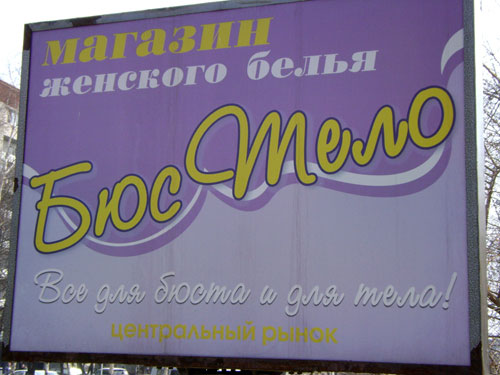 магазин
женского белья
БюсТело
Все для бюста и для тела!
центральный рынок